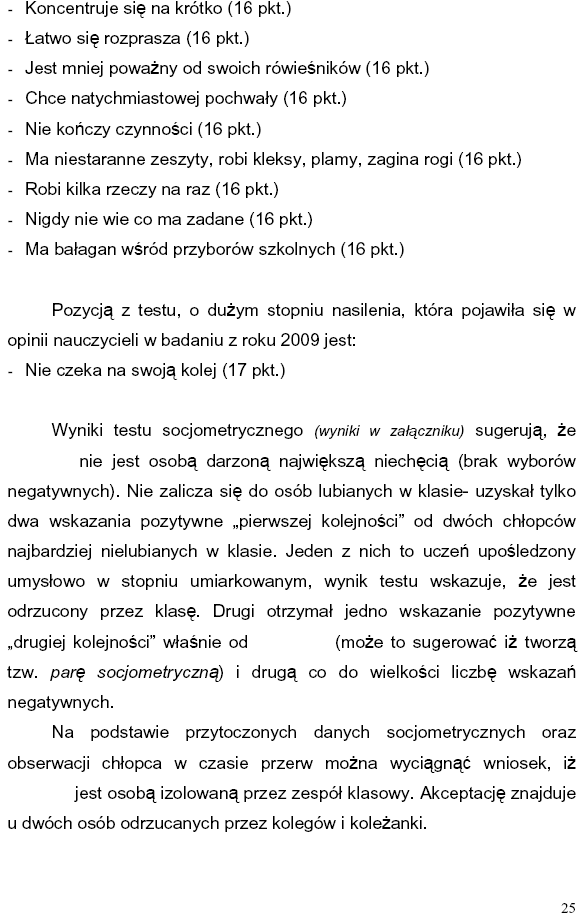 - Koncentruje się na krótko (16 pkt.)
- Łatwo się rozprasza (16 pkt.)
- Jest mniej poważny od swoich rówieśników (16 pkt.)
- Chce natychmiastowej pochwały (16 pkt.)
- Nie kończy czynności (16 pkt.)
- Ma niestaranne zeszyty, robi kleksy, plamy, zagina rogi (16 pkt.)
- Robi kilka rzeczy na raz (16 pkt.)
- Nigdy nie wie co ma zadane (16 pkt.)
- Ma bałagan wśród przyborów szkolnych (16 pkt.)
Pozycją z testu, o dużym stopniu nasilenia, która pojawiła się w
opinii nauczycieli w badaniu z roku 2009 jest:
- Nie czeka na swoją kolej (17 pkt.)
Wyniki testu socjometrycznego (wyniki w załączniku) sugerują, że
nie jest osobą darzoną największą niechęcią (brak wyborów
negatywnych). Nie zalicza się do osób lubianych w klasie- uzyskał tylko
dwa wskazania pozytywne „pierwszej kolejności” od dwóch chłopców
najbardziej nielubianych w klasie. Jeden z nich to uczeń upośledzony
umysłowo w stopniu umiarkowanym, wynik testu wskazuje, że jest
odrzucony przez klasę. Drugi otrzymał jedno wskazanie pozytywne
„drugiej kolejności” właśnie od (może to sugerować iż tworzą
tzw. parę socjometryczną) i drugą co do wielkości liczbę wskazań
negatywnych.
Na podstawie przytoczonych danych socjometrycznych oraz
obserwacji chłopca w czasie przerw można wyciągnąć wniosek, iż
jest osobą izolowaną przez zespół klasowy. Akceptację znajduje
u dwóch osób odrzucanych przez kolegów i koleżanki.
25